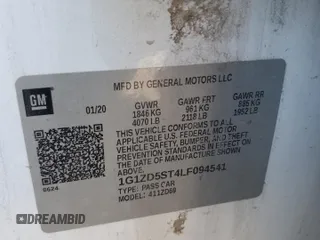 GM
MFD BY GENERAL MOTORS LLC
01/20
GVWR GAWR FRT GAWR RR
1846 KG 961 KG 885 KG
4070 LB 2118 LB 1952 LB
THIS VEHICLE CONFORMS TO ALL APPLICABLE
U.S. FEDERAL MOTOR VEHICLE
SAFETY, BUMPER, AND THEFT
PREVENTION STANDARDS IN EFFECT
ON THE DATE OF MANUFACTURE
SHOWN ABOVE.
1G1ZD5ST4LF094541
TYPE: PASS CAR
MODEL: 411ZD69
DREAMBID